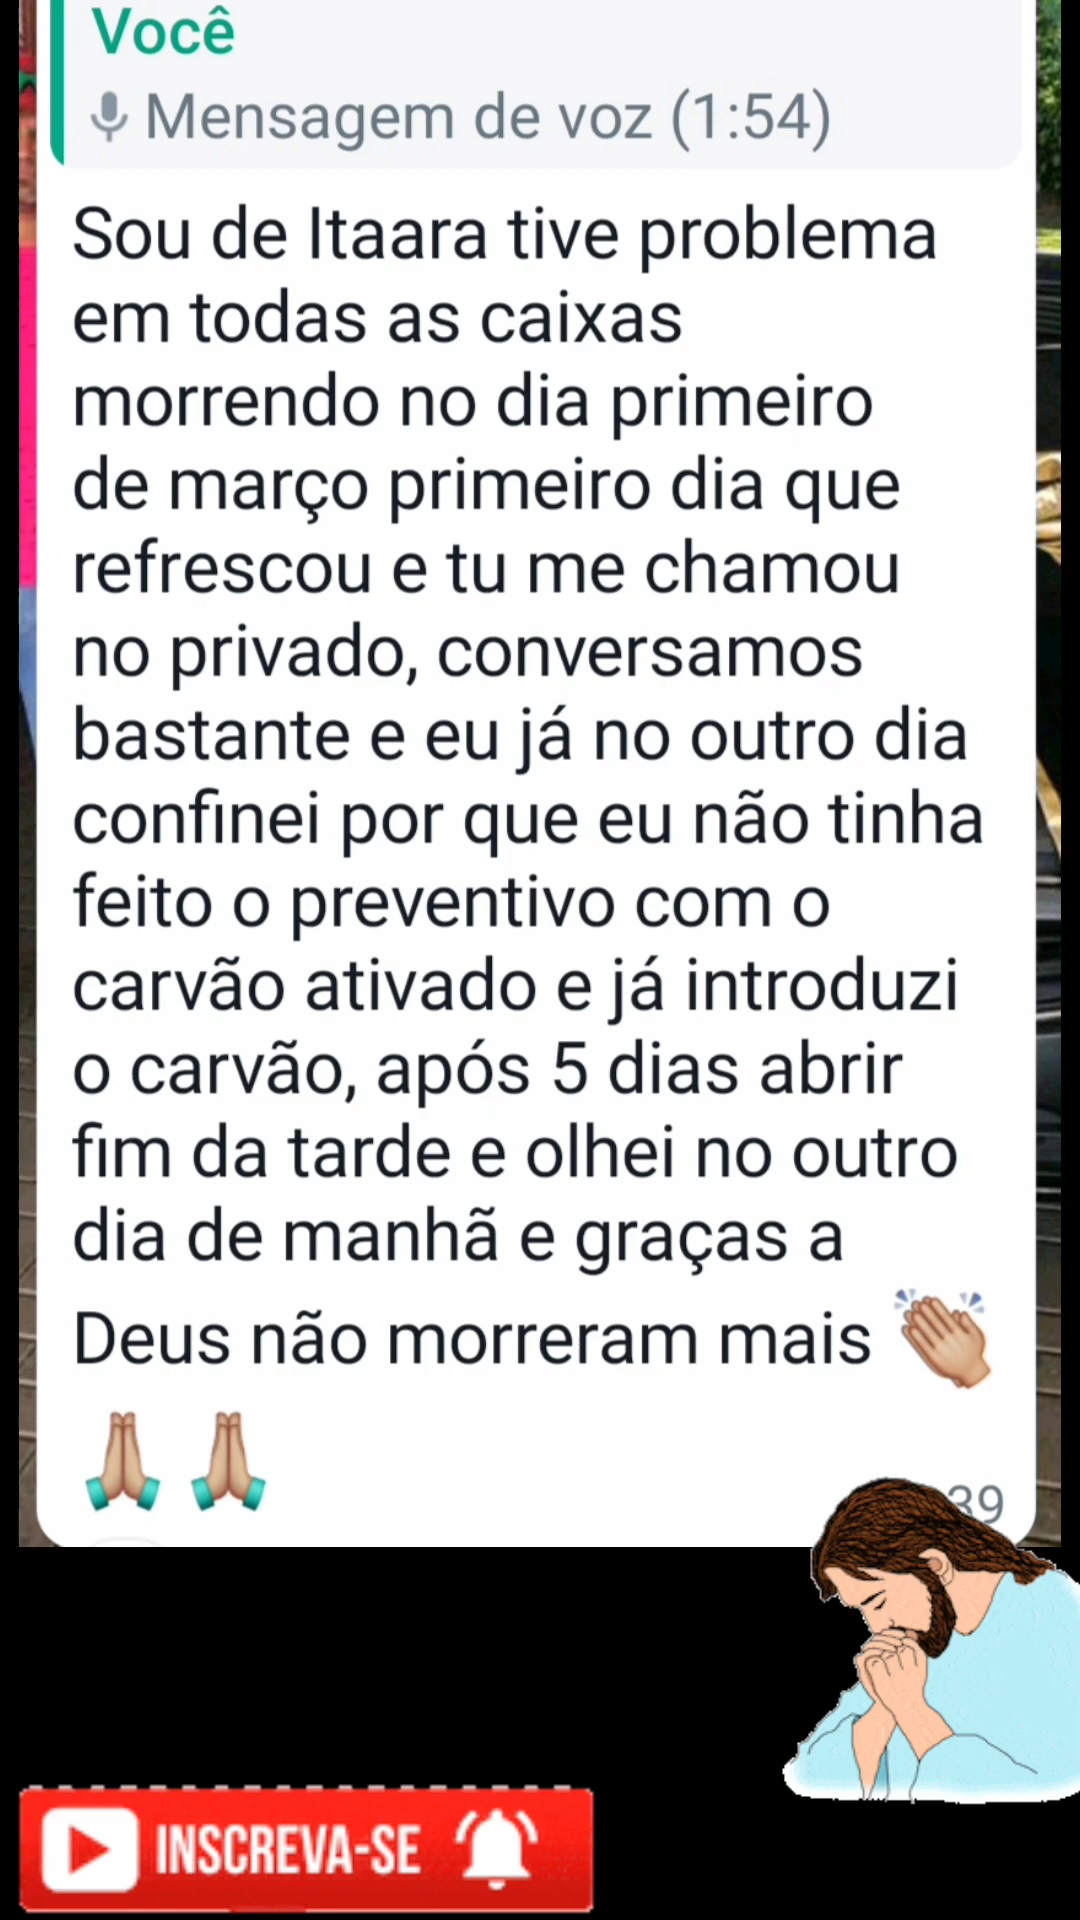 Você
Mensagem de voz (1:54)
Sou de Itaara tive problema
em todas as caixas
morrendo no dia primeiro
de março primeiro dia que
refrescou e tu me chamou
no privado, conversamos
bastante e eu já no outro dia
confinei por que eu não tinha
feito o preventivo com o
carvão ativado e já introduzi
o carvão, após 5 dias abrir
fim da tarde e olhei no outro
dia de manhã e graças a
Deus não morreram mais 👏🏼
🙏🏼 🙏🏼
39
INSCREVA-SE